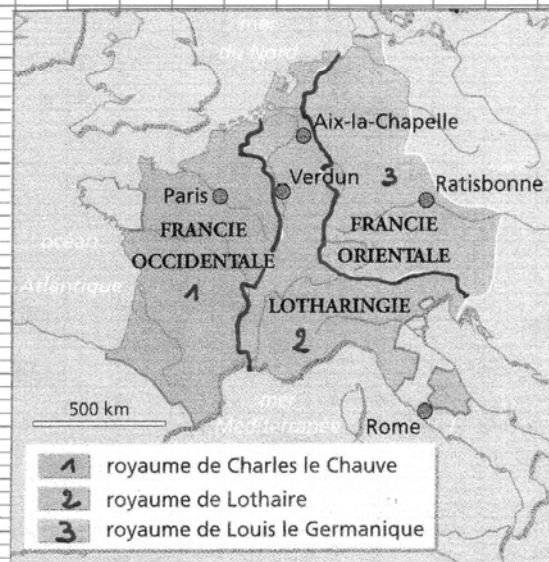 mer
du Nord
Aix-la-Chapelle
Verdun
3
Ratisbonne
Paris
FRANCIE
OCCIDENTALE
1
FRANCIE
ORIENTALE
océan
Atlantique
LOTHARINGIE
2
500 km
mer
Méditerranée
Rome
1 royaume de Charles le Chauve
2 royaume de Lothaire
3 royaume de Louis le Germanique